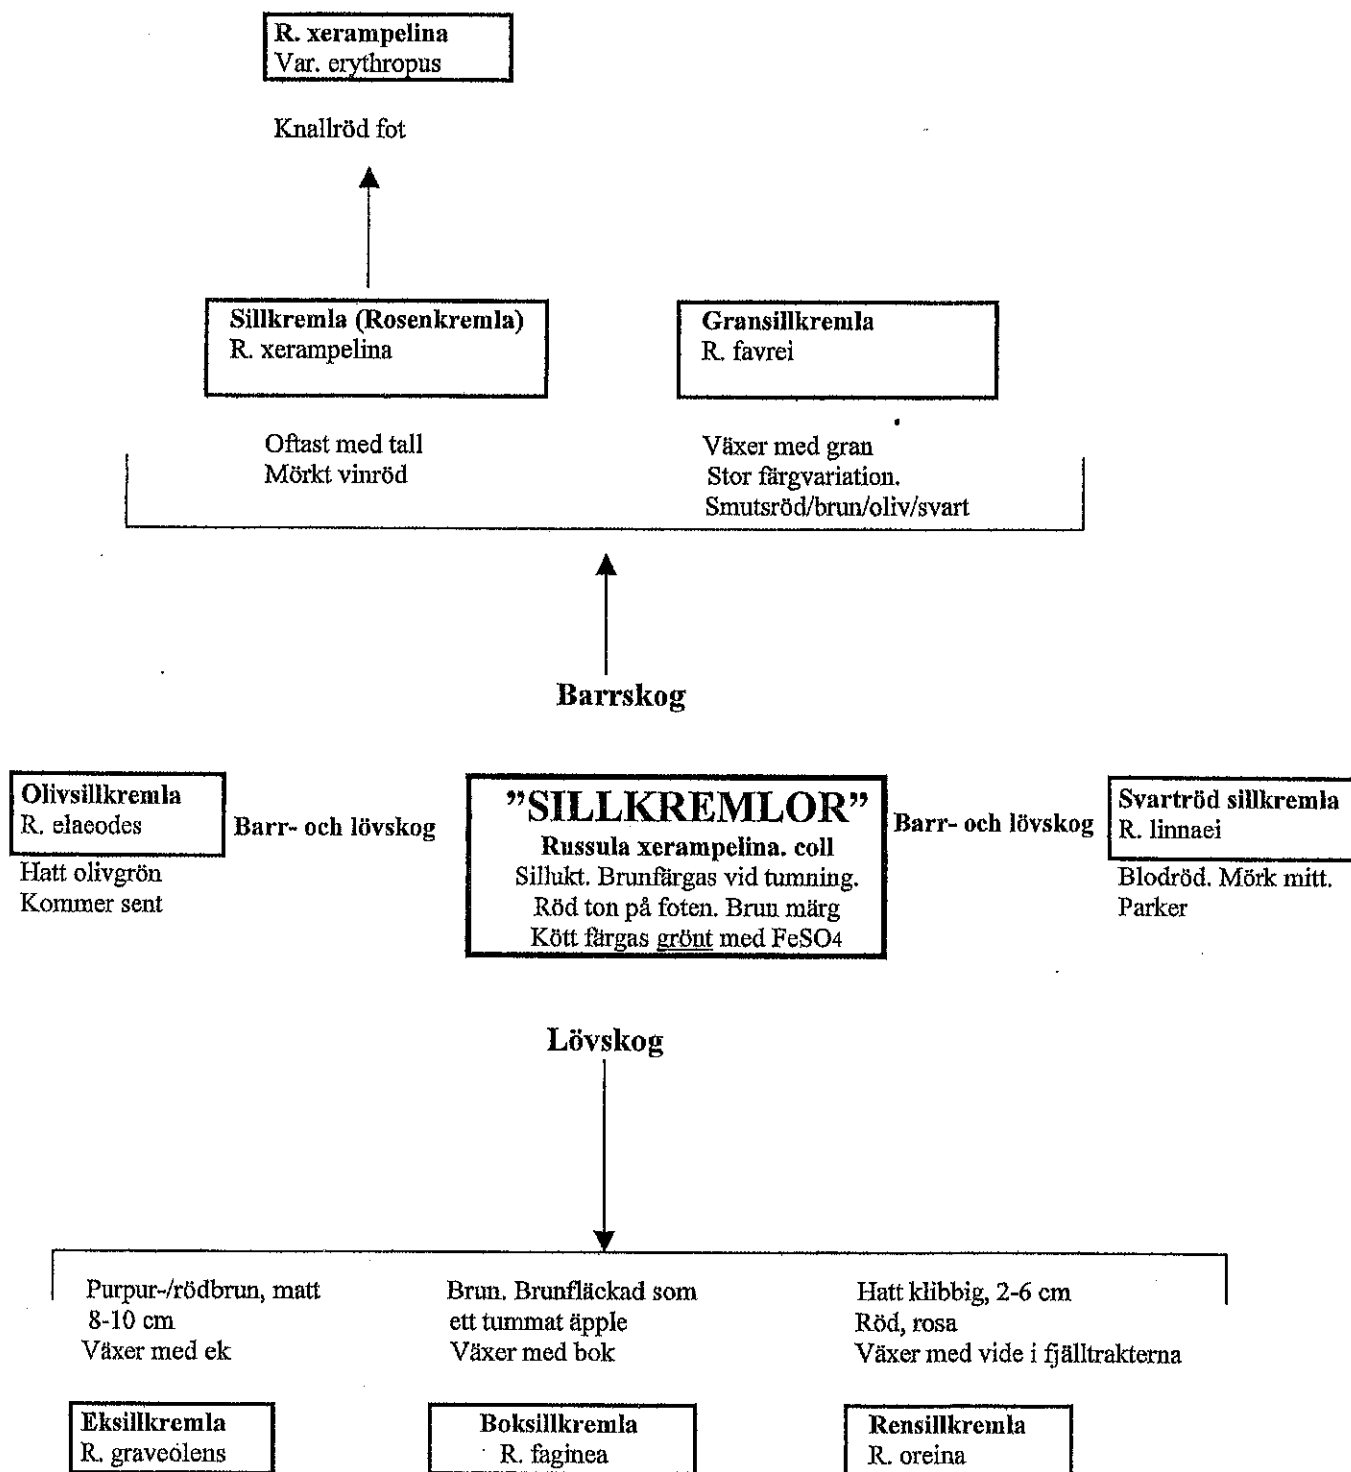 R. xerampelina
Var. erythropus
Knallröd fot
Sillkremla (Rosenkremla)
R. xerampelina
Gransillkremla
R. favrei
Oftast med tall
Mörkt vinröd
Växer med gran
Stor färgvariation.
Smutsröd/brun/oliv/svart
Barrskog
Olivsillkremla
R. elaeodes
Hatt olivgrön
Kommer sent
Barr- och lövskog
"SILLKREMLOR"
Russula xerampelina. coll
Sillukt. Brunfärgas vid tumning.
Röd ton på foten. Brun märg
Kött färgas grönt med FeSO4
Barr- och lövskog
Svartröd sillkremla
R. linnaei
Blodröd. Mörk mitt.
Parker
Lövskog
Purpur-/rödbrun, matt
8-10 cm
Växer med ek
Brun. Brunfläckad som
ett tummat äpple
Växer med bok
Hatt klibbig, 2-6 cm
Röd, rosa
Växer med vide i fjälltrakterna
Eksillkremla
R. graveolens
Boksillkremla
R. faginea
Rensillkremla
R. oreina